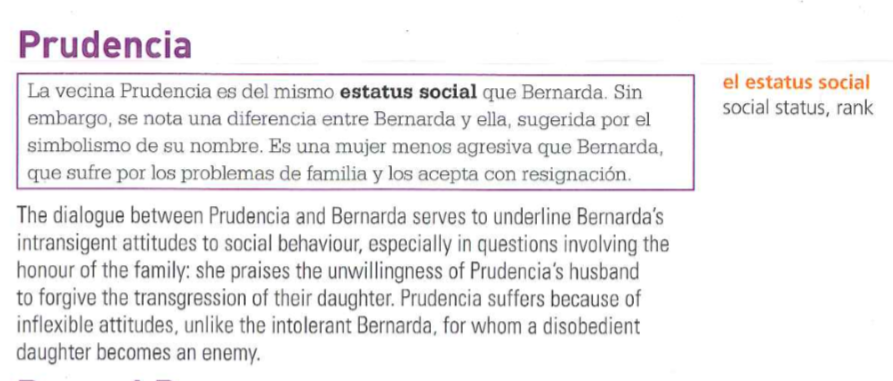 Prudencia
La vecina Prudencia es del mismo estatus social que Bernarda. Sin
embargo, se nota una diferencia entre Bernarda y ella, sugerida por el
simbolismo de su nombre. Es una mujer menos agresiva que Bernarda,
que sufre por los problemas de familia y los acepta con resignación.
el estatus social
social status, rank
The dialogue between Prudencia and Bernarda serves to underline Bernarda's
intransigent attitudes to social behaviour, especially in questions involving the
honour of the family: she praises the unwillingness of Prudencia's husband
to forgive the transgression of their daughter. Prudencia suffers because of
inflexible attitudes, unlike the intolerant Bernarda, for whom a disobedient
daughter becomes an enemy.